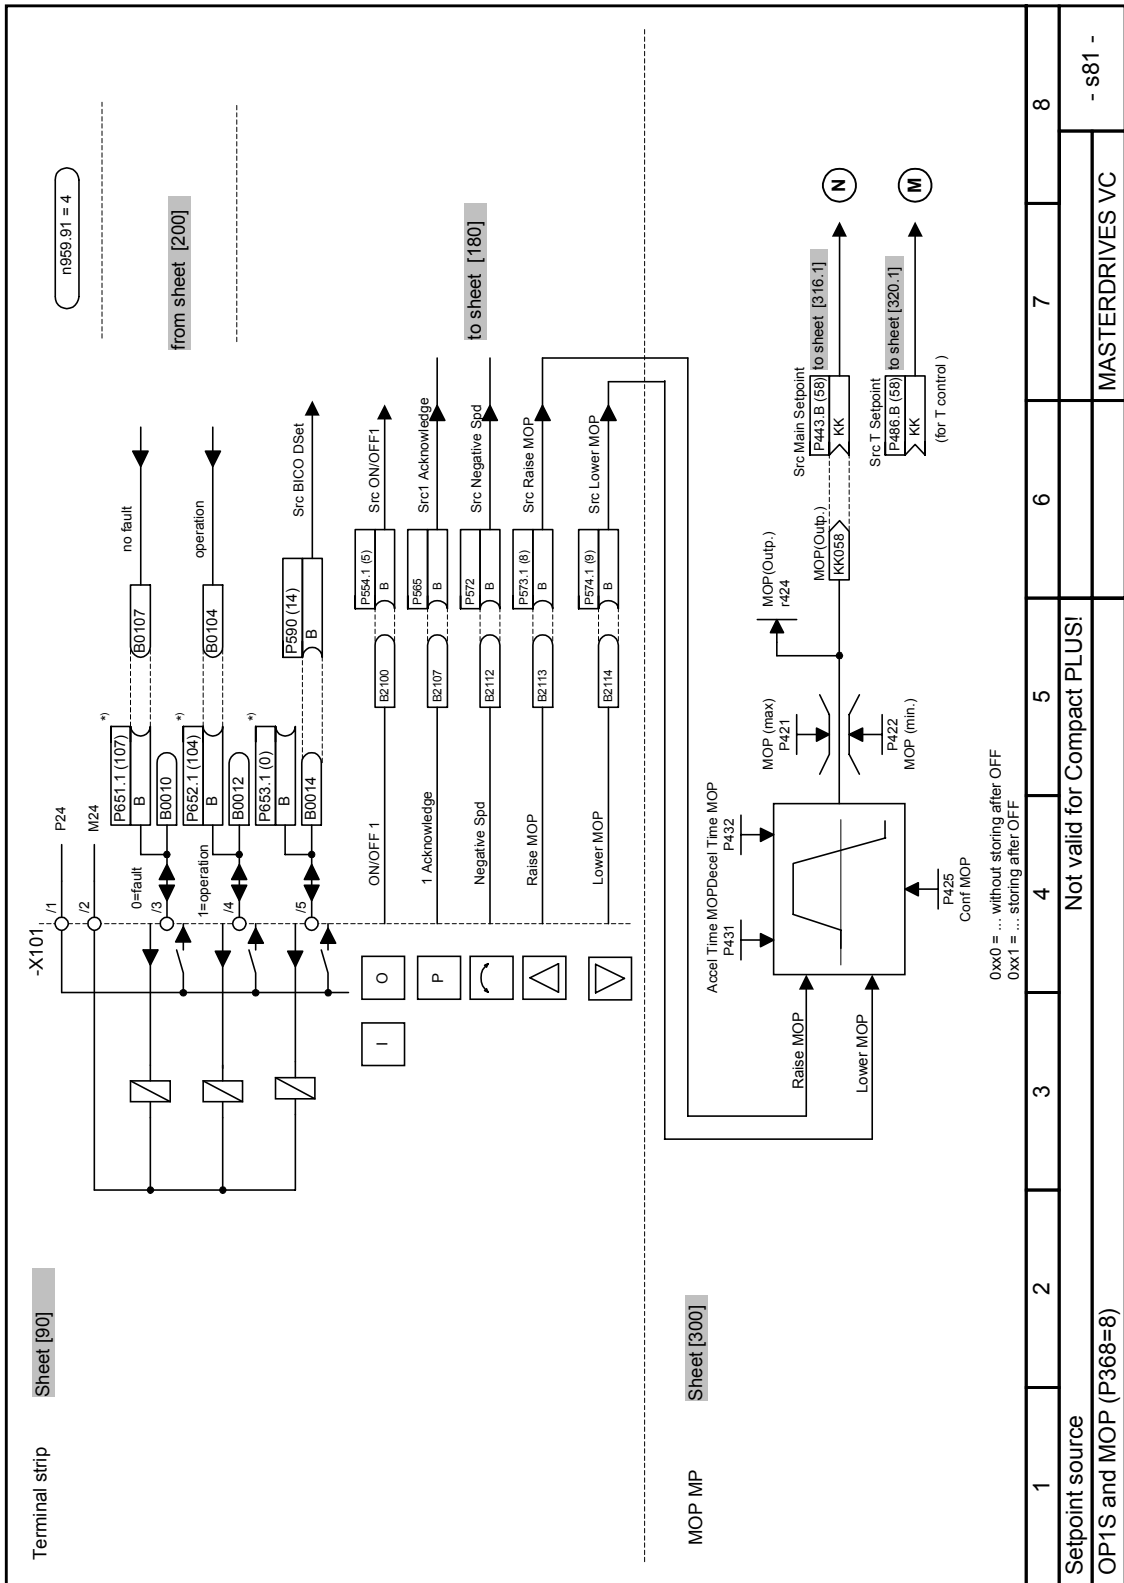 n959.91 = 4
Terminal strip
Sheet [90]
-X101
/1
P24
/2
M24
from sheet [200]
0=fault
/3
P651.1 (107)
*)
B
B0010
B0107
no fault
1=operation
/4
P652.1 (104)
*)
B
B0012
B0104
operation
/5
P653.1 (0)
*)
B
B0014
P590 (14)
B
Src BICO DSet
I
O
ON/OFF 1
B2100
P554.1 (5)
B
Src ON/OFF1
P
1 Acknowledge
B2107
P565
B
Src1 Acknowledge
to sheet [180]
Negative Spd
B2112
P572
B
Src Negative Spd
Raise MOP
B2113
P573.1 (8)
B
Src Raise MOP
Lower MOP
B2114
P574.1 (9)
B
Src Lower MOP
MOP MP
Sheet [300]
Accel Time MOP
P431
Decel Time MOP
P432
MOP (max)
P421
MOP(Outp.)
r424
Src Main Setpoint
P443.B (58)
to sheet [316.1]
Raise MOP
MOP(Outp.)
KK058
KK
N
Lower MOP
P422
MOP (min.)
Src T Setpoint
P486.B (58)
to sheet [320.1]
KK
M
(for T control )
P425
Conf MOP
0xx0 = ... without storing after OFF
0xx1 = ... storing after OFF
1
2
3
4
5
6
7
8
Setpoint source
Not valid for Compact PLUS!
- s81 -
OP1S and MOP (P368=8)
MASTERDRIVES VC